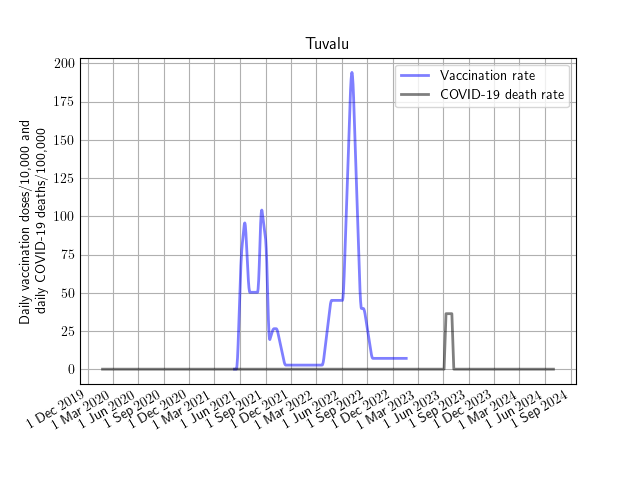 Tuvalu
Vaccination rate
COVID-19 death rate
Daily vaccination doses/10,000 and
daily COVID-19 deaths/100,000
200
175
150
125
100
75
50
25
0
1 Dec 2019
1 Mar 2020
1 Jun 2020
1 Sep 2020
1 Dec 2020
1 Mar 2021
1 Jun 2021
1 Sep 2021
1 Dec 2021
1 Mar 2022
1 Jun 2022
1 Sep 2022
1 Dec 2022
1 Mar 2023
1 Jun 2023
1 Sep 2023
1 Dec 2023
1 Mar 2024
1 Jun 2024
1 Sep 2024